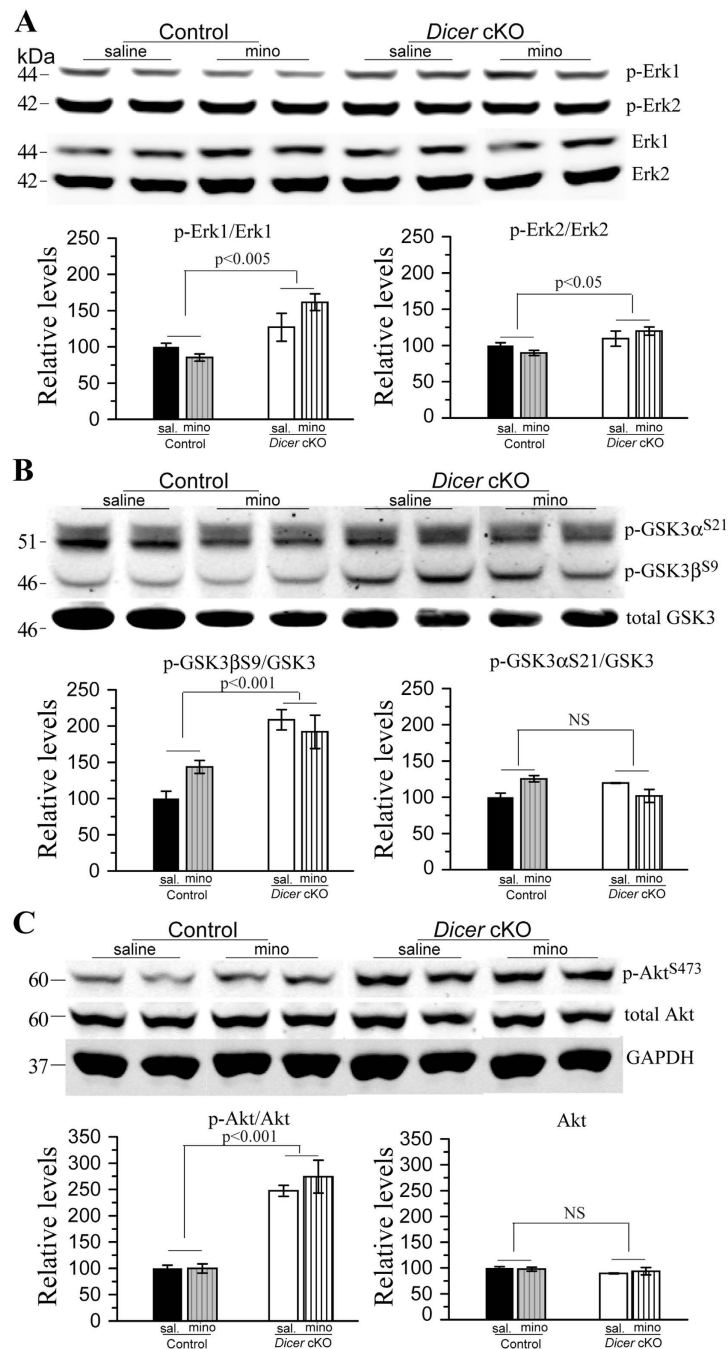 A
Control Dicer cKO
kDa saline mino saline mino
44 p-Erk1
42 p-Erk2
44 Erk1
42 Erk2
p-Erk1/Erk1
p<0.005
Relative levels
250
200
150
100
50
0
sal. mino sal. mino
Control Dicer cKO
p-Erk2/Erk2
p<0.05
Relative levels
250
200
150
100
50
0
sal. mino sal. mino
Control Dicer cKO
B
Control Dicer cKO
saline mino saline mino
51 p-GSK3αS21
46 p-GSK3βS9
46 total GSK3
p-GSK3βS9/GSK3
p<0.001
Relative levels
250
200
150
100
50
0
sal. mino sal. mino
Control Dicer cKO
p-GSK3αS21/GSK3
NS
Relative levels
250
200
150
100
50
0
sal. mino sal. mino
Control Dicer cKO
C
Control Dicer cKO
saline mino saline mino
60 p-AktS473
60 total Akt
37 GAPDH
p-Akt/Akt
p<0.001
Relative levels
350
300
250
200
150
100
50
0
sal. mino sal. mino
Control Dicer cKO
Akt
NS
Relative levels
350
300
250
200
150
100
50
0
sal. mino sal. mino
Control Dicer cKO